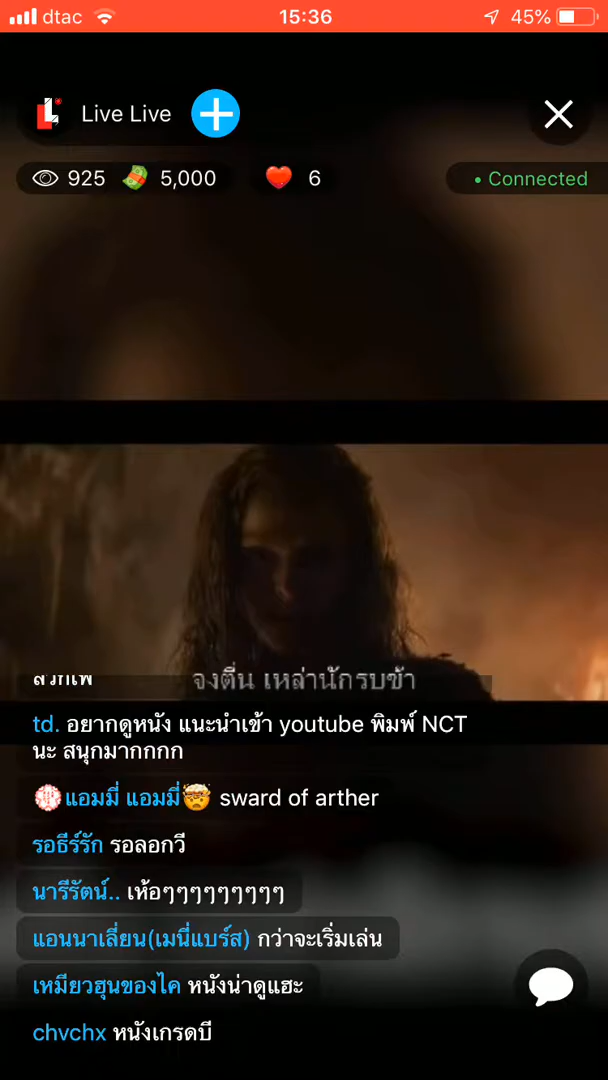 dtac 15:36 45%
Live Live
925 5,000 6 • Connected
จงตื่น เหล่านักรบข้า
td. อยากดูหนัง แนะนำเข้า youtube พิมพ์ NCT
นะ สนุกมากกกก
แอมมี่ แอมมี่ sward of arther
รอธีร์รัก รอลอกวี
นารีรัตน์.. เห้อๆๆๆๆๆๆๆๆๆ
แอนนาเลี่ยน(เมนี่แบร์ส) กว่าจะเริ่มเล่น
เหมียวฮุนของไค หนังน่าดูแฮะ
chvchx หนังเกรดบี